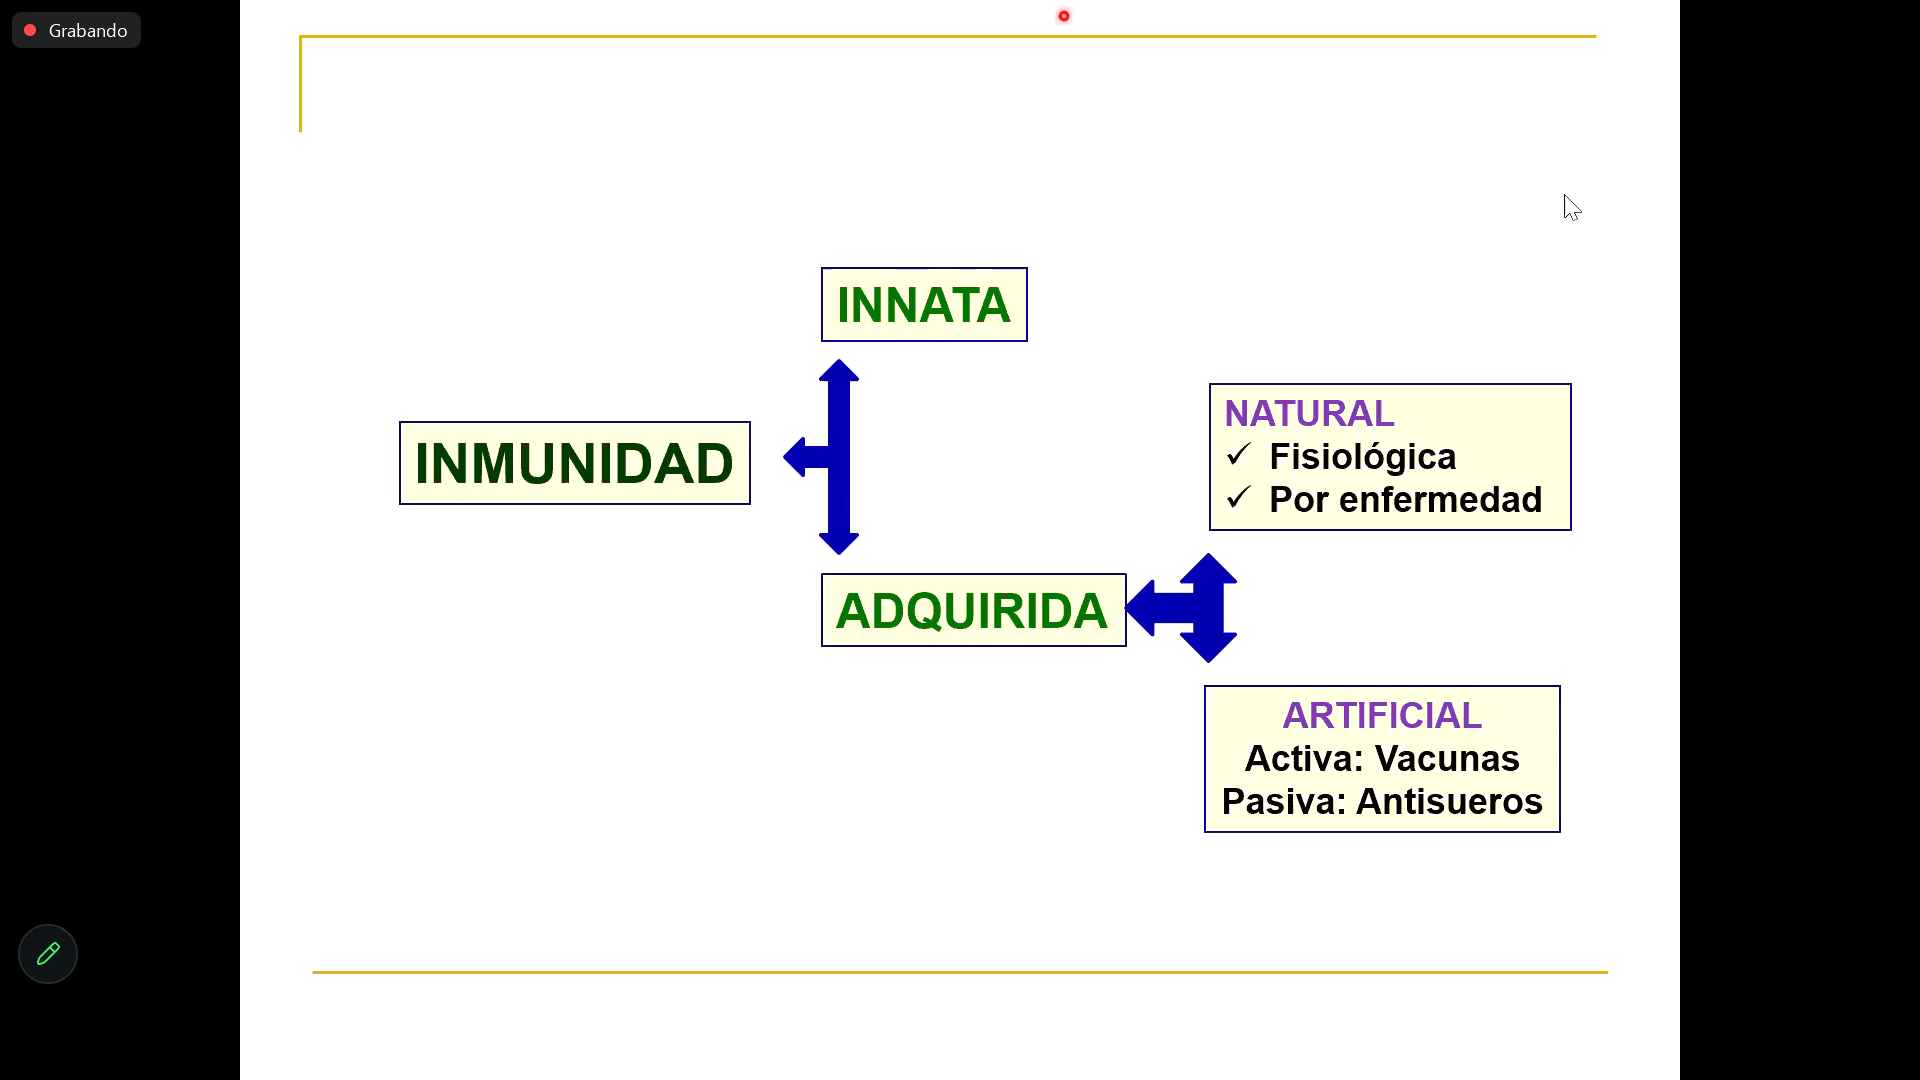 Grabando
INNATA
INMUNIDAD
NATURAL
✓ Fisiológica
✓ Por enfermedad
ADQUIRIDA
ARTIFICIAL
Activa: Vacunas
Pasiva: Antisueros